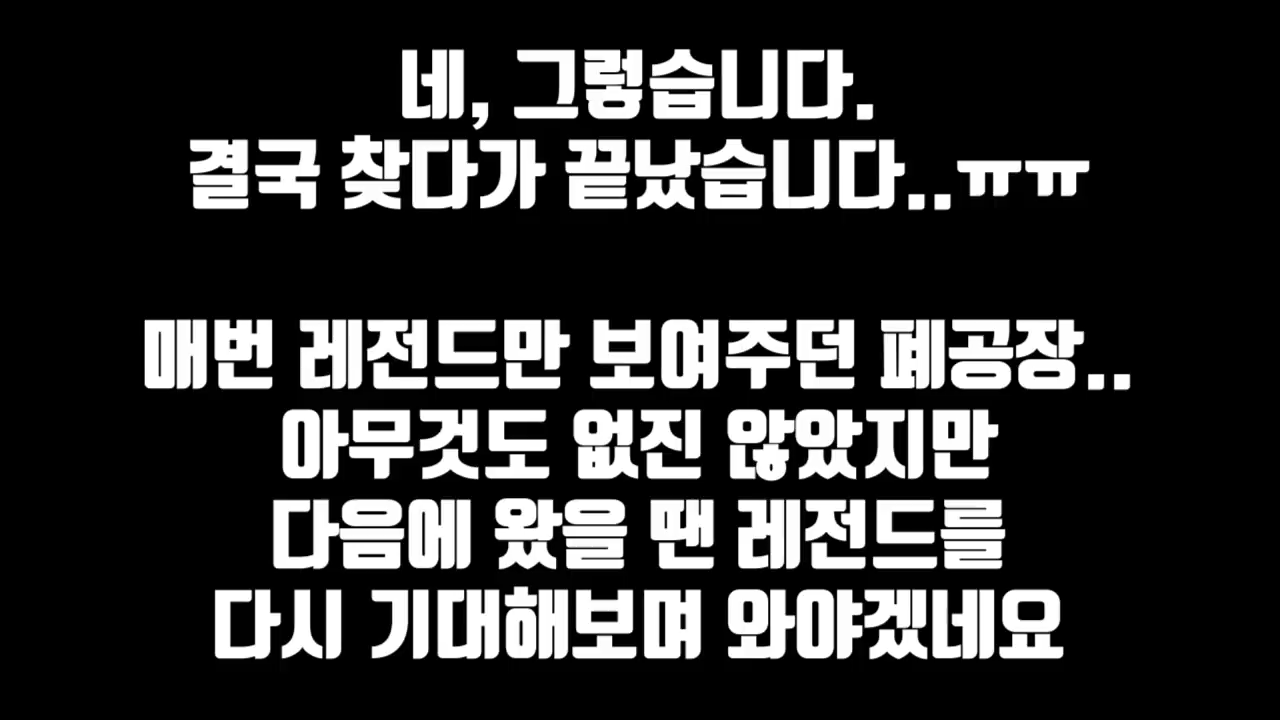 네, 그렇습니다.
결국 찾다가 끝났습니다..ㅠㅠ
매번 레전드만 보여주던 폐공장..
아무것도 없진 않았지만
다음에 왔을 땐 레전드를
다시 기대해보며 와야겠네요